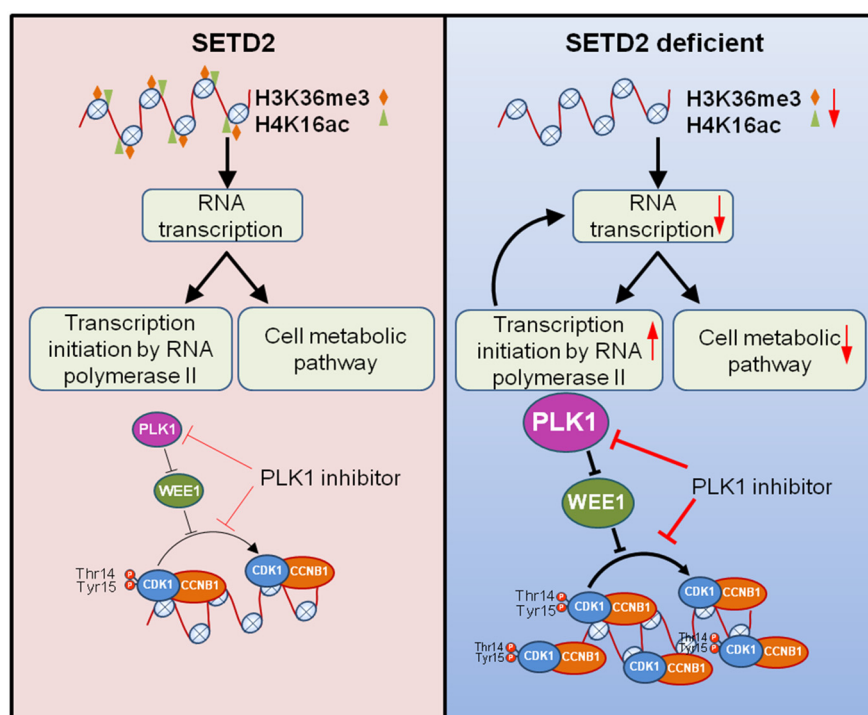 SETD2
H3K36me3
H4K16ac
RNA
transcription
Transcription
initiation by RNA
polymerase II
Cell metabolic
pathway
PLK1
WEE1
PLK1 inhibitor
Thr14
Tyr15
P
P
CDK1
CCNB1
CDK1
CCNB1
SETD2 deficient
H3K36me3
H4K16ac
RNA
transcription
Transcription
initiation by RNA
polymerase II
Cell metabolic
pathway
PLK1
WEE1
PLK1 inhibitor
Thr14
Tyr15
P
P
CDK1
CCNB1
CDK1
CCNB1
Thr14
Tyr15
P
P
CDK1
CCNB1
CDK1
CCNB1
Thr14
Tyr15
P
P
CDK1
CCNB1